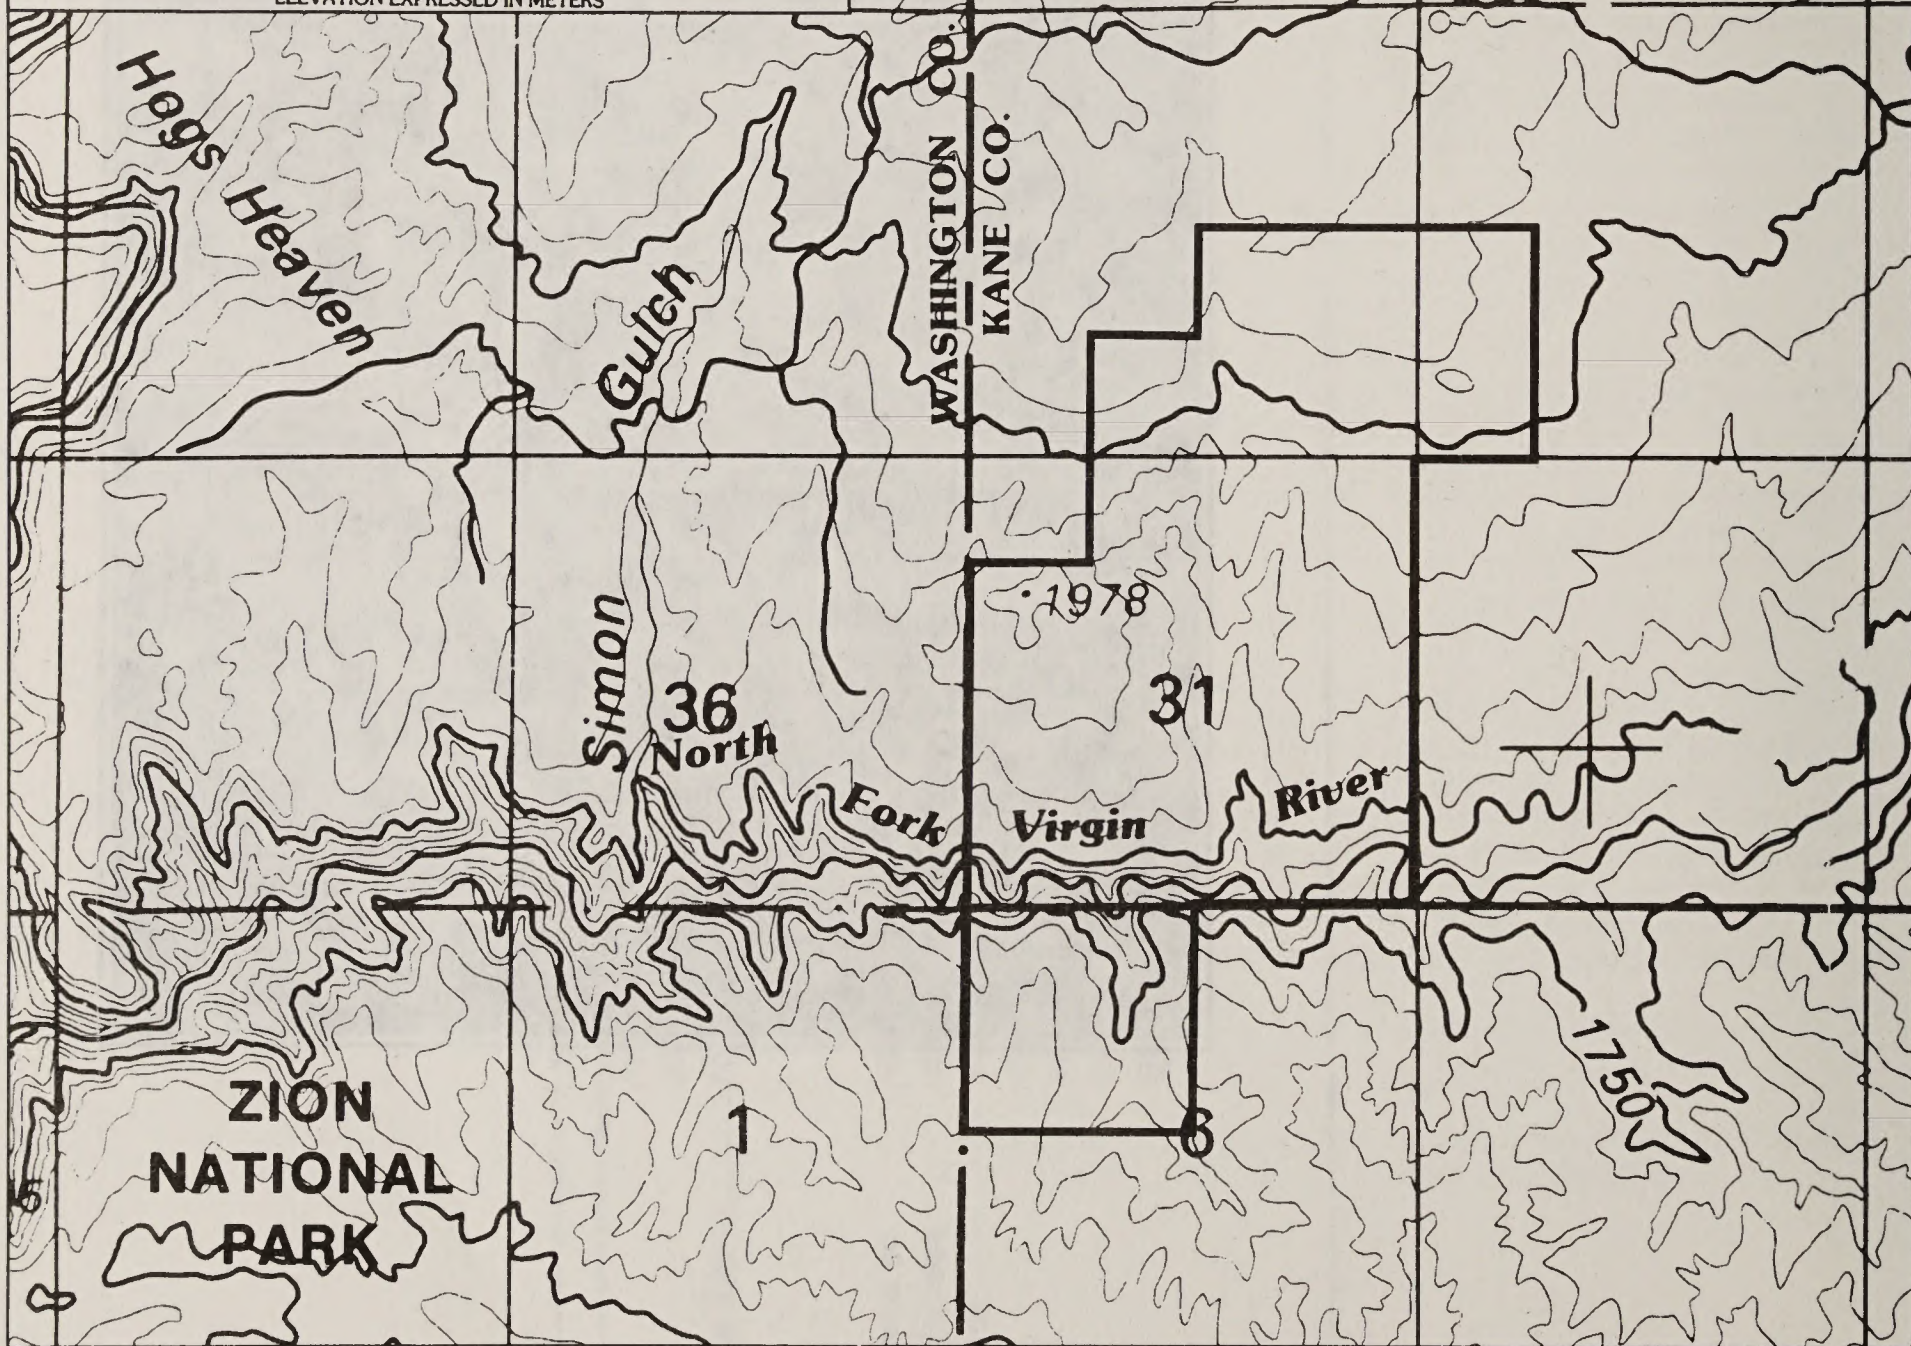 ELEVATION EXPRESSED IN METERS
Hogs Heaven
Gulch
WASHINGTON CO.
KANE CO.
1978
Simon
36
31
North
Fork
Virgin
River
1750
ZION
NATIONAL
PARK
1
6